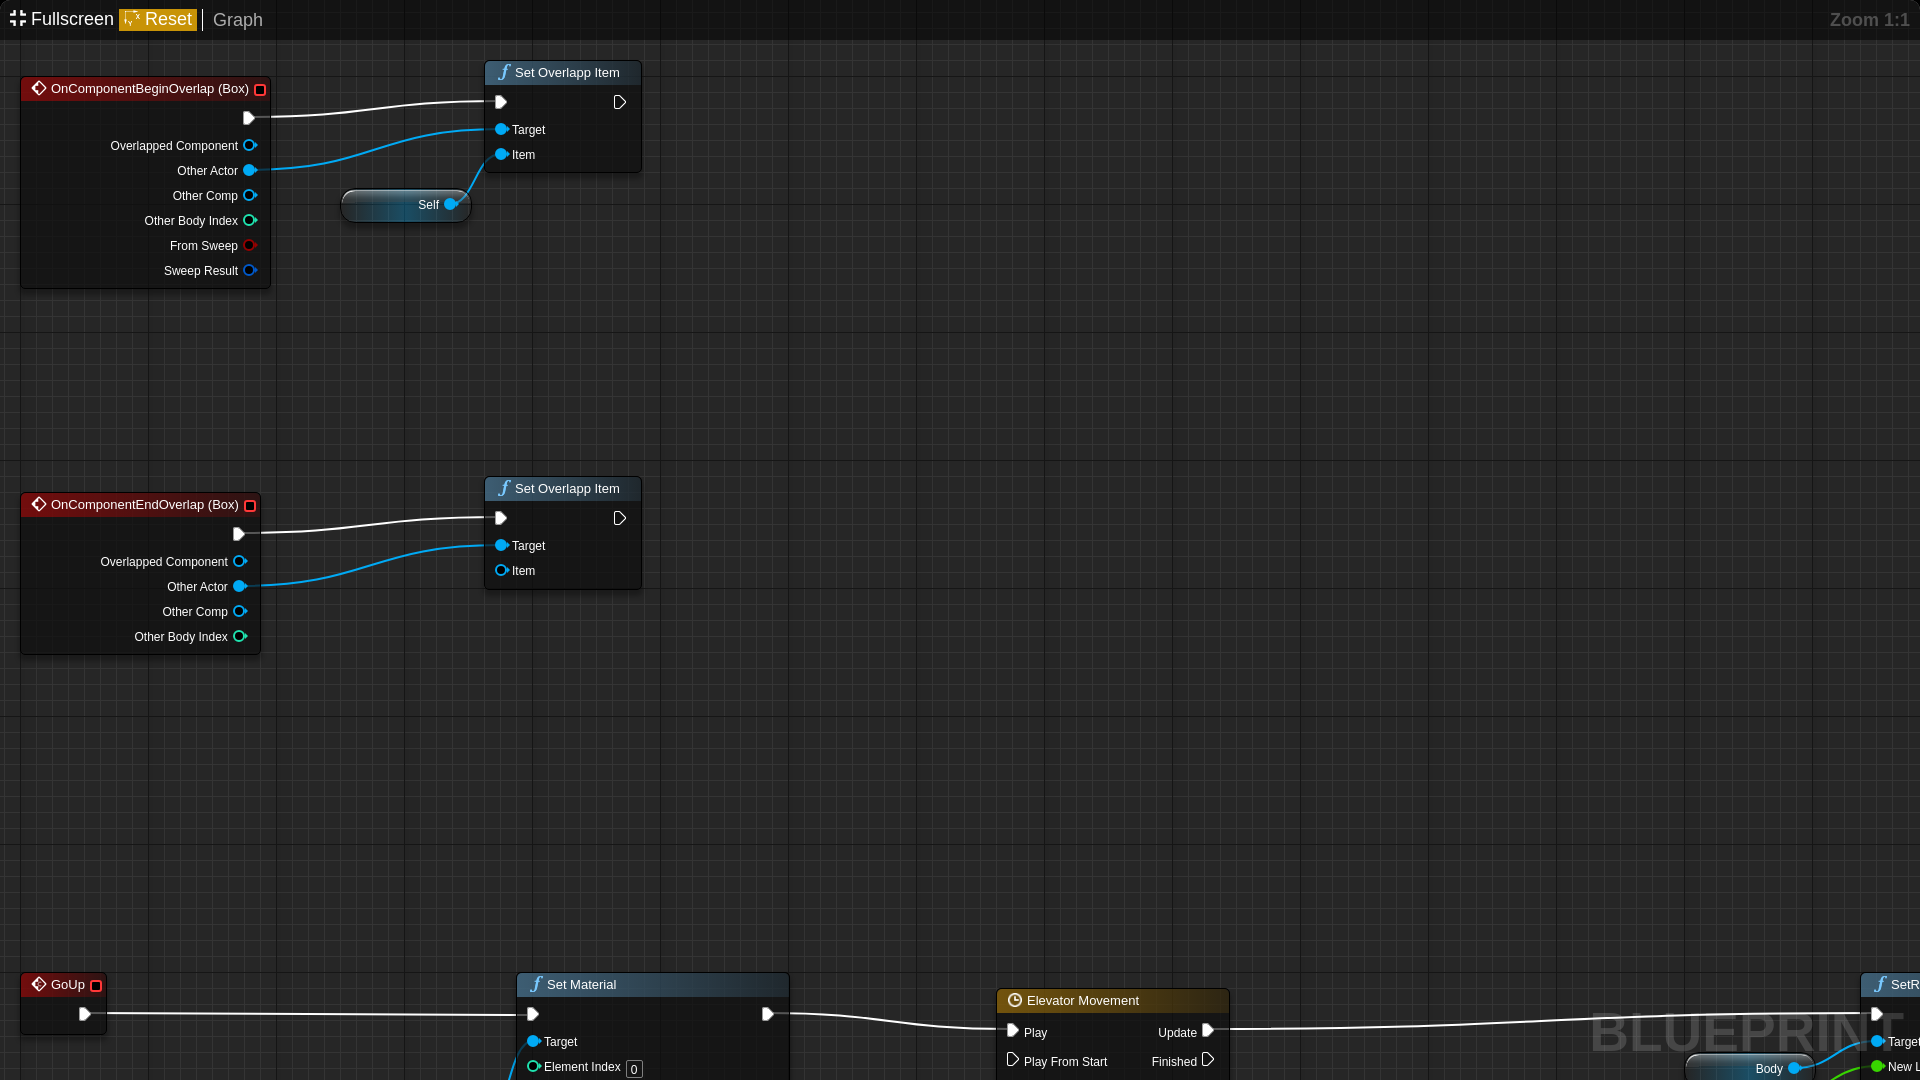 Fullscreen Reset Graph Zoom 1:1
Set Overlapp Item
OnComponentBeginOverlap (Box)
Target
Overlapped Component
Item
Other Actor
Other Comp
Self
Other Body Index
From Sweep
Sweep Result
Set Overlapp Item
OnComponentEndOverlap (Box)
Target
Overlapped Component
Item
Other Actor
Other Comp
Other Body Index
GoUp
Set Material
SetR
Elevator Movement
Play Update
BLUEPRINT
Target
Target
Play From Start Finished
Element Index 0
Body
New L